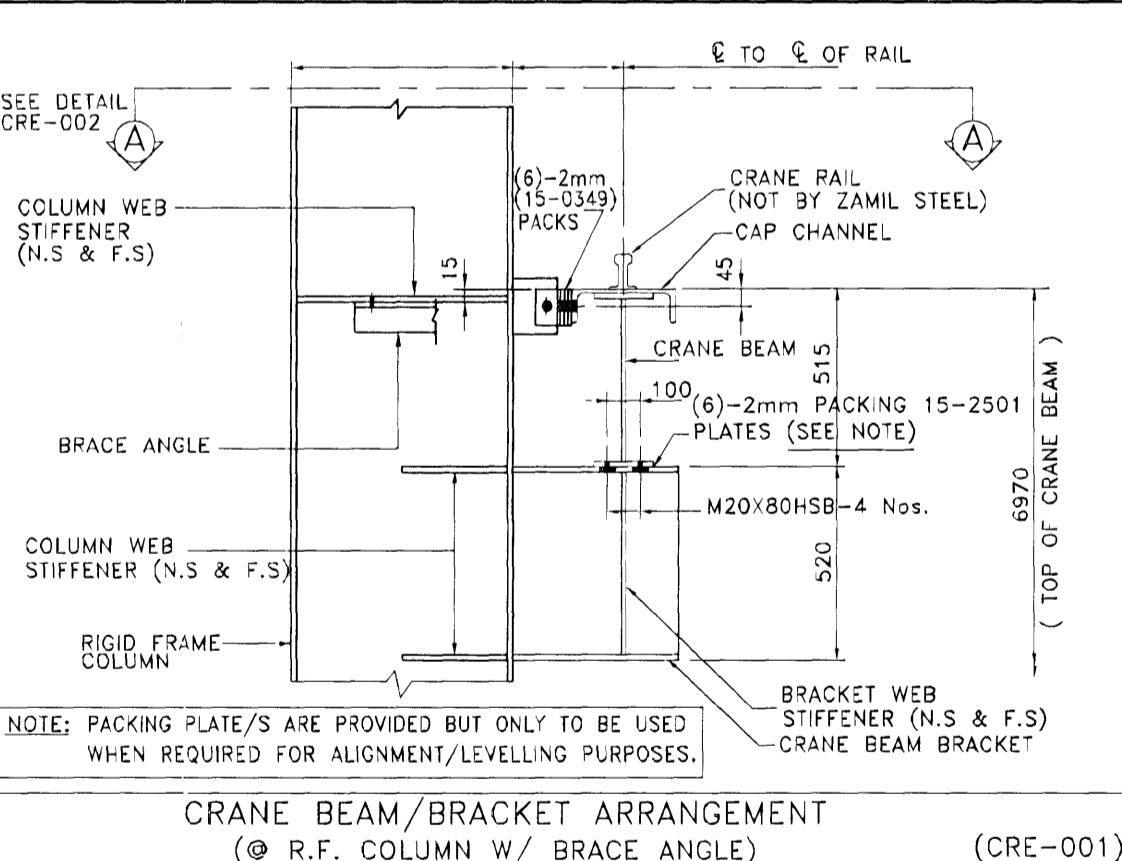 ℄ TO ℄ OF RAIL
SEE DETAIL
CRE-002
A
A
(6)-2mm
(15-0349)
PACKS
CRANE RAIL
(NOT BY ZAMIL STEEL)
CAP CHANNEL
COLUMN WEB
STIFFENER
(N.S & F.S)
15
45
CRANE BEAM
515
100
(6)-2mm PACKING 15-2501
PLATES (SEE NOTE)
BRACE ANGLE
6970
( TOP OF CRANE BEAM )
M20X80HSB-4 Nos.
COLUMN WEB
STIFFENER (N.S & F.S)
520
RIGID FRAME
COLUMN
BRACKET WEB
STIFFENER (N.S & F.S)
CRANE BEAM BRACKET
NOTE: PACKING PLATE/S ARE PROVIDED BUT ONLY TO BE USED
WHEN REQUIRED FOR ALIGNMENT/LEVELLING PURPOSES.
CRANE BEAM/BRACKET ARRANGEMENT
(@ R.F. COLUMN W/ BRACE ANGLE)
(CRE-001)